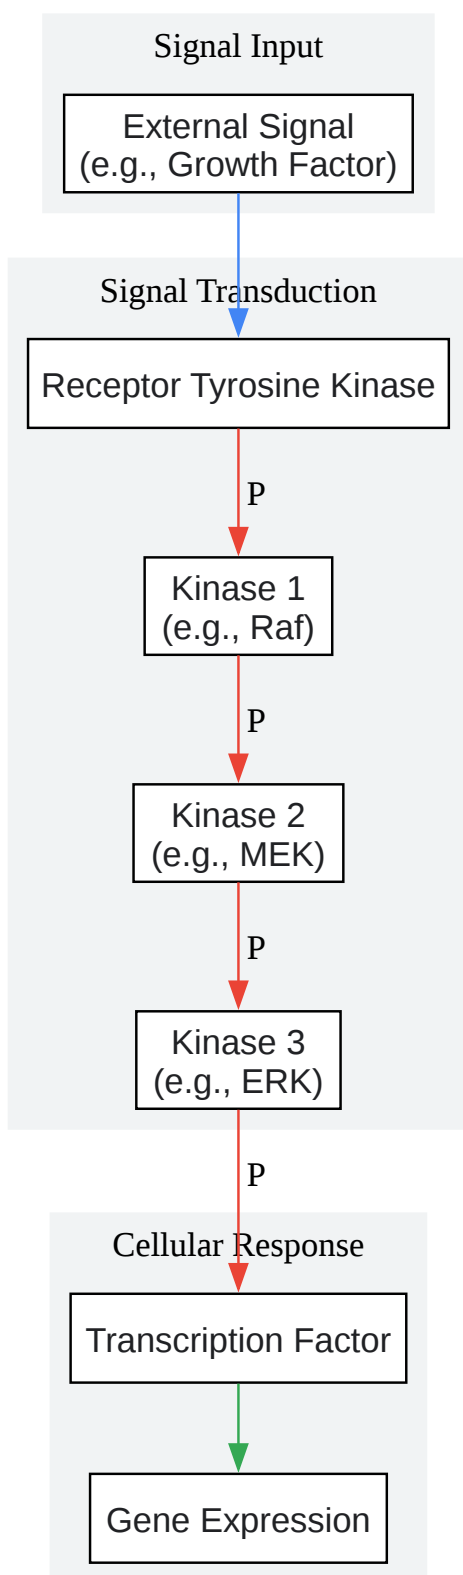 Signal Input
External Signal
(e.g., Growth Factor)
Signal Transduction
Receptor Tyrosine Kinase
P
Kinase 1
(e.g., Raf)
P
Kinase 2
(e.g., MEK)
P
Kinase 3
(e.g., ERK)
P
Cellular Response
Transcription Factor
Gene Expression